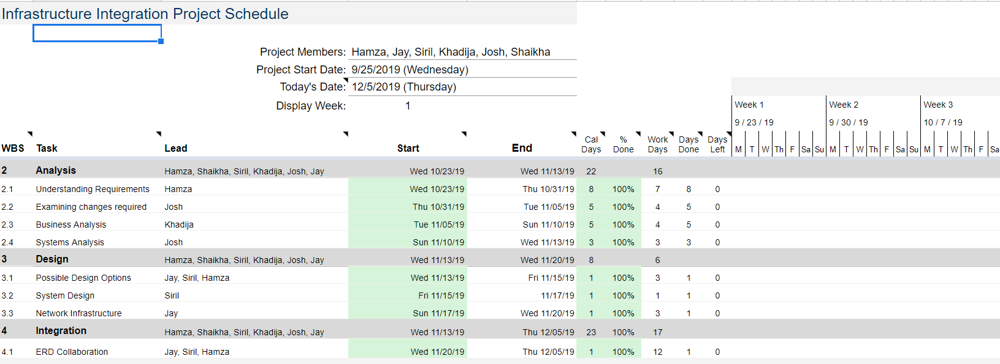 Infrastructure Integration Project Schedule
Project Members: Hamza, Jay, Siril, Khadija, Josh, Shaikha
Project Start Date: 9/25/2019 (Wednesday)
Today's Date: 12/5/2019 (Thursday)
Display Week: 1
Week 1 Week 2 Week 3
9 / 23 / 19 9 / 30 / 19 10 / 7 / 19
WBS Task Lead Start End Cal Days % Done Work Days Days Done Days Left M T W Th F Sa Su M T W Th F Sa Su M T W Th F Sa
2 Analysis Hamza, Shaikha, Siril, Khadija, Josh, Jay Wed 10/23/19 Wed 11/13/19 22 16
2.1 Understanding Requirements Hamza Wed 10/23/19 Thu 10/31/19 8 100% 7 8 0
2.2 Examining changes required Josh Thu 10/31/19 Tue 11/05/19 5 100% 4 5 0
2.3 Business Analysis Khadija Tue 11/05/19 Sun 11/10/19 5 100% 4 5 0
2.4 Systems Analysis Josh Sun 11/10/19 Wed 11/13/19 3 100% 3 3 0
3 Design Hamza, Shaikha, Siril, Khadija, Josh, Jay Wed 11/13/19 Wed 11/20/19 8 6
3.1 Possible Design Options Jay, Siril, Hamza Wed 11/13/19 Fri 11/15/19 1 100% 3 1 0
3.2 System Design Siril Fri 11/15/19 11/17/19 1 100% 1 1 0
3.3 Network Infrastructure Jay Sun 11/17/19 Wed 11/20/19 1 100% 3 1 0
4 Integration Hamza, Shaikha, Siril, Khadija, Josh, Jay Wed 11/13/19 Thu 12/05/19 23 100% 17
4.1 ERD Collaboration Jay, Siril, Hamza Wed 11/20/19 Thu 12/05/19 1 100% 12 1 0